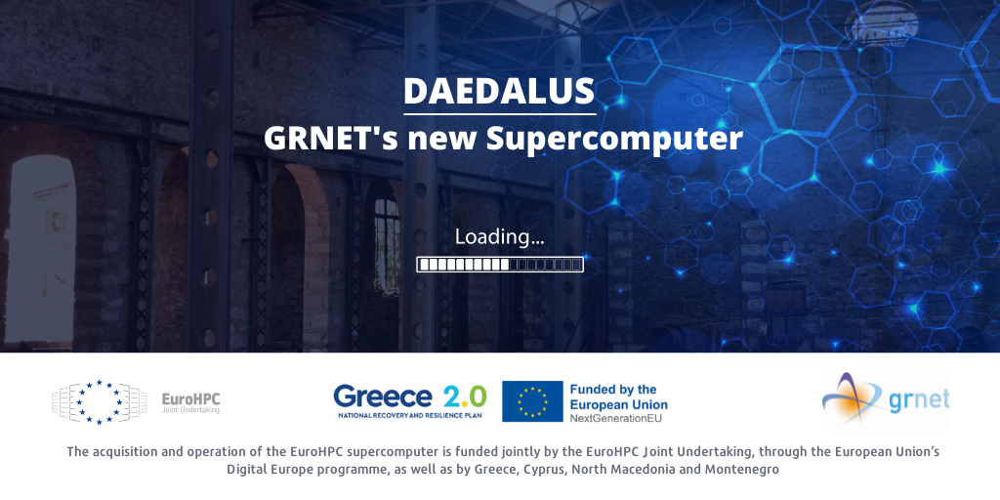 DAEDALUS
GRNET's new Supercomputer
Loading...
EuroHPC
Joint Undertaking
Greece 2.0
NATIONAL RECOVERY AND RESILIENCE PLAN
Funded by the
European Union
NextGenerationEU
grnet
The acquisition and operation of the EuroHPC supercomputer is funded jointly by the EuroHPC Joint Undertaking, through the European Union’s
Digital Europe programme, as well as by Greece, Cyprus, North Macedonia and Montenegro